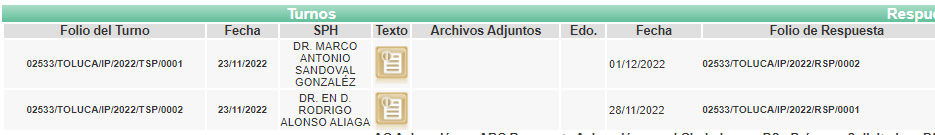 Turnos Respu
Folio del Turno Fecha SPH Texto Archivos Adjuntos Edo. Fecha Folio de Respuesta
02533/TOLUCA/IP/2022/TSP/0001 23/11/2022 DR. MARCO ANTONIO SANDOVAL GONZALÉZ 01/12/2022 02533/TOLUCA/IP/2022/RSP/0002
02533/TOLUCA/IP/2022/TSP/0002 23/11/2022 DR. EN D. RODRIGO ALONSO ALIAGA 28/11/2022 02533/TOLUCA/IP/2022/RSP/0001